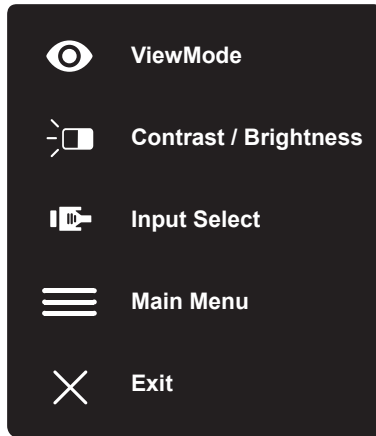 ViewMode
Contrast / Brightness
Input Select
Main Menu
Exit